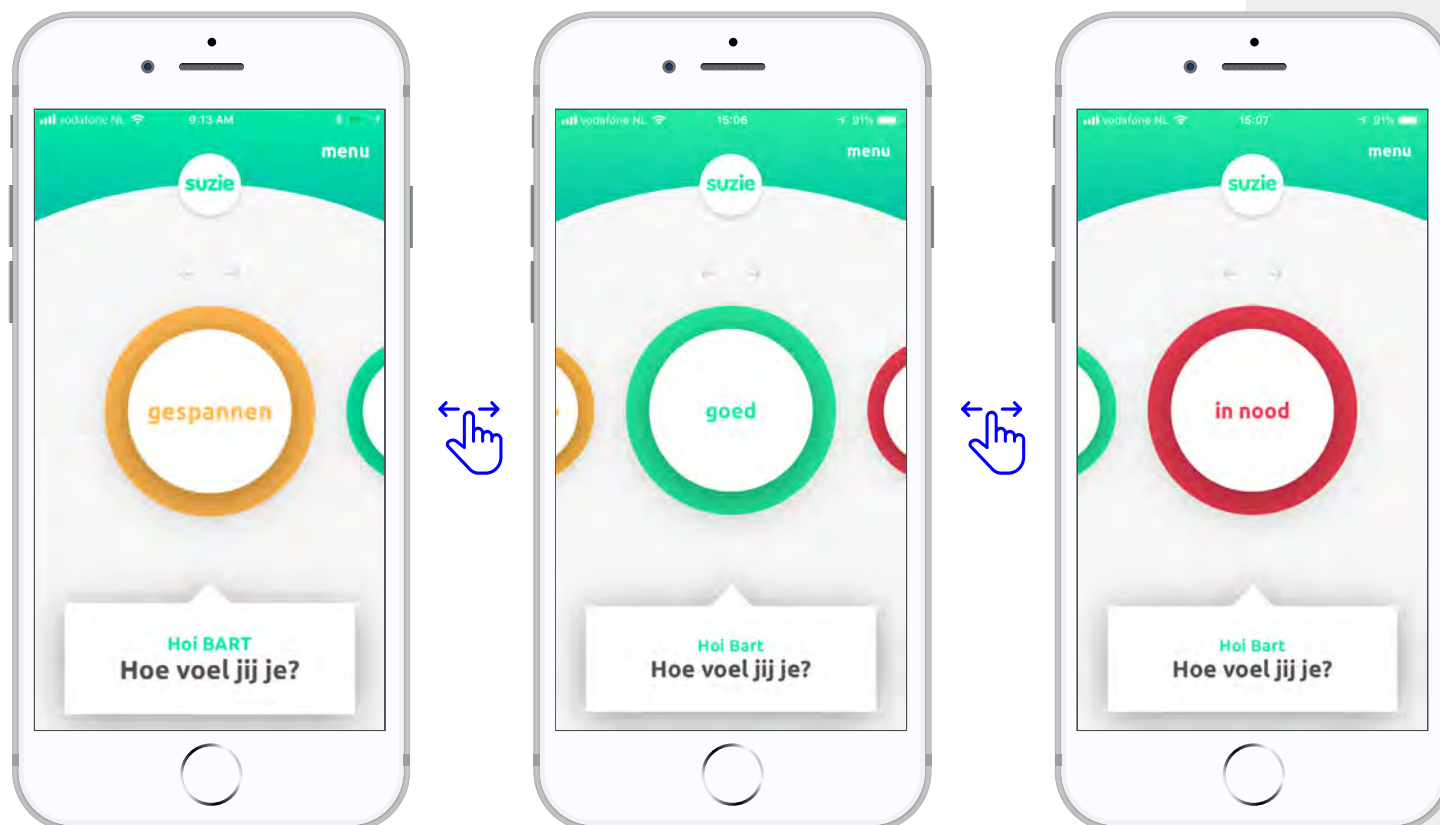 vodafone NL 9:13 AM
menu
suzie
gespannen
Hoi BART
Hoe voel jij je?
vodafone NL 15:06 91%
menu
suzie
goed
Hoi Bart
Hoe voel jij je?
vodafone NL 15:07 91%
menu
suzie
in nood
Hoi Bart
Hoe voel jij je?